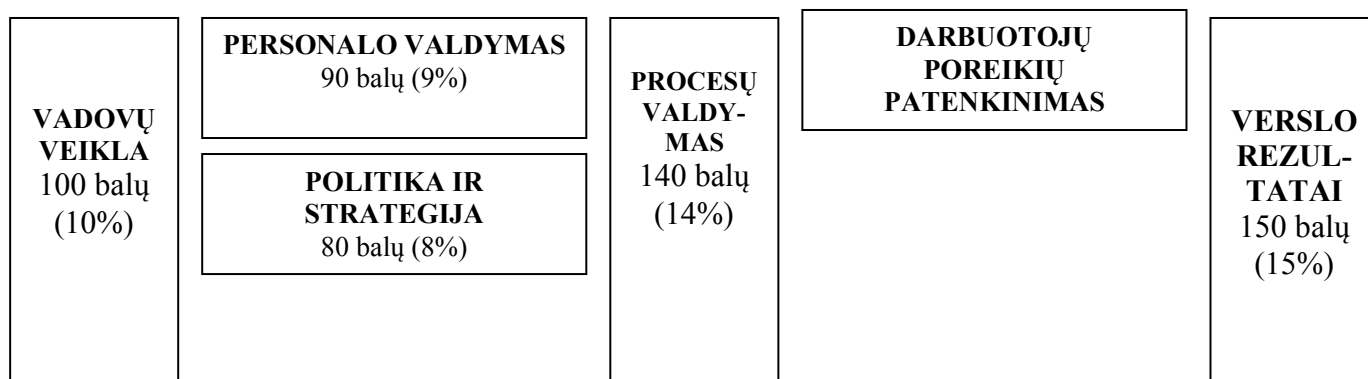 VADOVŲ
VEIKLA
100 balų
(10%)
PERSONALO VALDYMAS
90 balų (9%)
POLITIKA IR
STRATEGIJA
80 balų (8%)
PROCESŲ
VALDY-
MAS
140 balų
(14%)
DARBUOTOJŲ
POREIKIŲ
PATENKINIMAS
VERSLO
REZUL-
TATAI
150 balų
(15%)